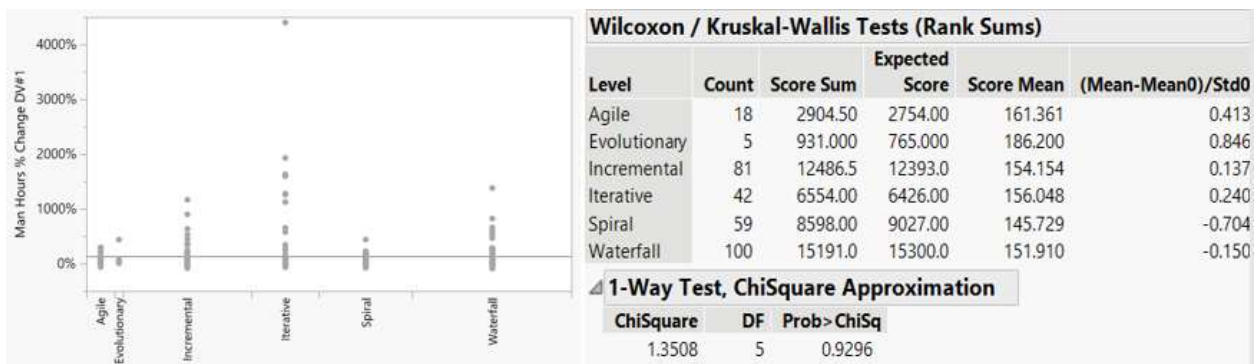 Man Hours % Change DV#1
4000%
3000%
2000%
1000%
0%
Agile
Evolutionary
Incremental
Iterative
Spiral
Waterfall
Wilcoxon / Kruskal-Wallis Tests (Rank Sums)
Expected
Level Count Score Sum Score Score Mean (Mean-Mean0)/Std0
Agile 18 2904.50 2754.00 161.361 0.413
Evolutionary 5 931.000 765.000 186.200 0.846
Incremental 81 12486.5 12393.0 154.154 0.137
Iterative 42 6554.00 6426.00 156.048 0.240
Spiral 59 8598.00 9027.00 145.729 -0.704
Waterfall 100 15191.0 15300.0 151.910 -0.150
1-Way Test, ChiSquare Approximation
ChiSquare DF Prob>ChiSq
1.3508 5 0.9296